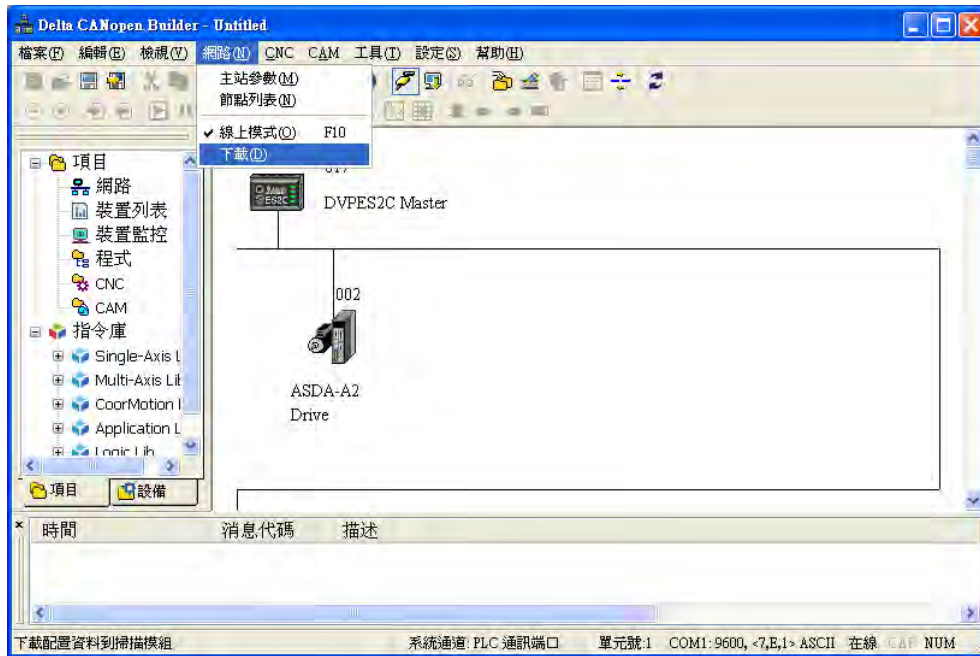 Delta CANopen Builder - Untitled
檔案(F) 編輯(E) 檢視(V) 網路(N) CNC CAM 工具(T) 設定(S) 幫助(H)
主站參數(M)
節點列表(N)
線上模式(O) F10
下載(D)
項目
網路
裝置列表
裝置監控
程式
CNC
CAM
指令庫
Single-Axis L
Multi-Axis Lib
CoorMotion l
Application L
Logic Lib
項目 設備
DVPES2C Master
002
ASDA-A2
Drive
時間 消息代碼 描述
下載配置資料到掃描模組 系統通道: PLC 通訊端口 單元號:1 COM1: 9600, <7,E,1> ASCII 在線 CAP NUM